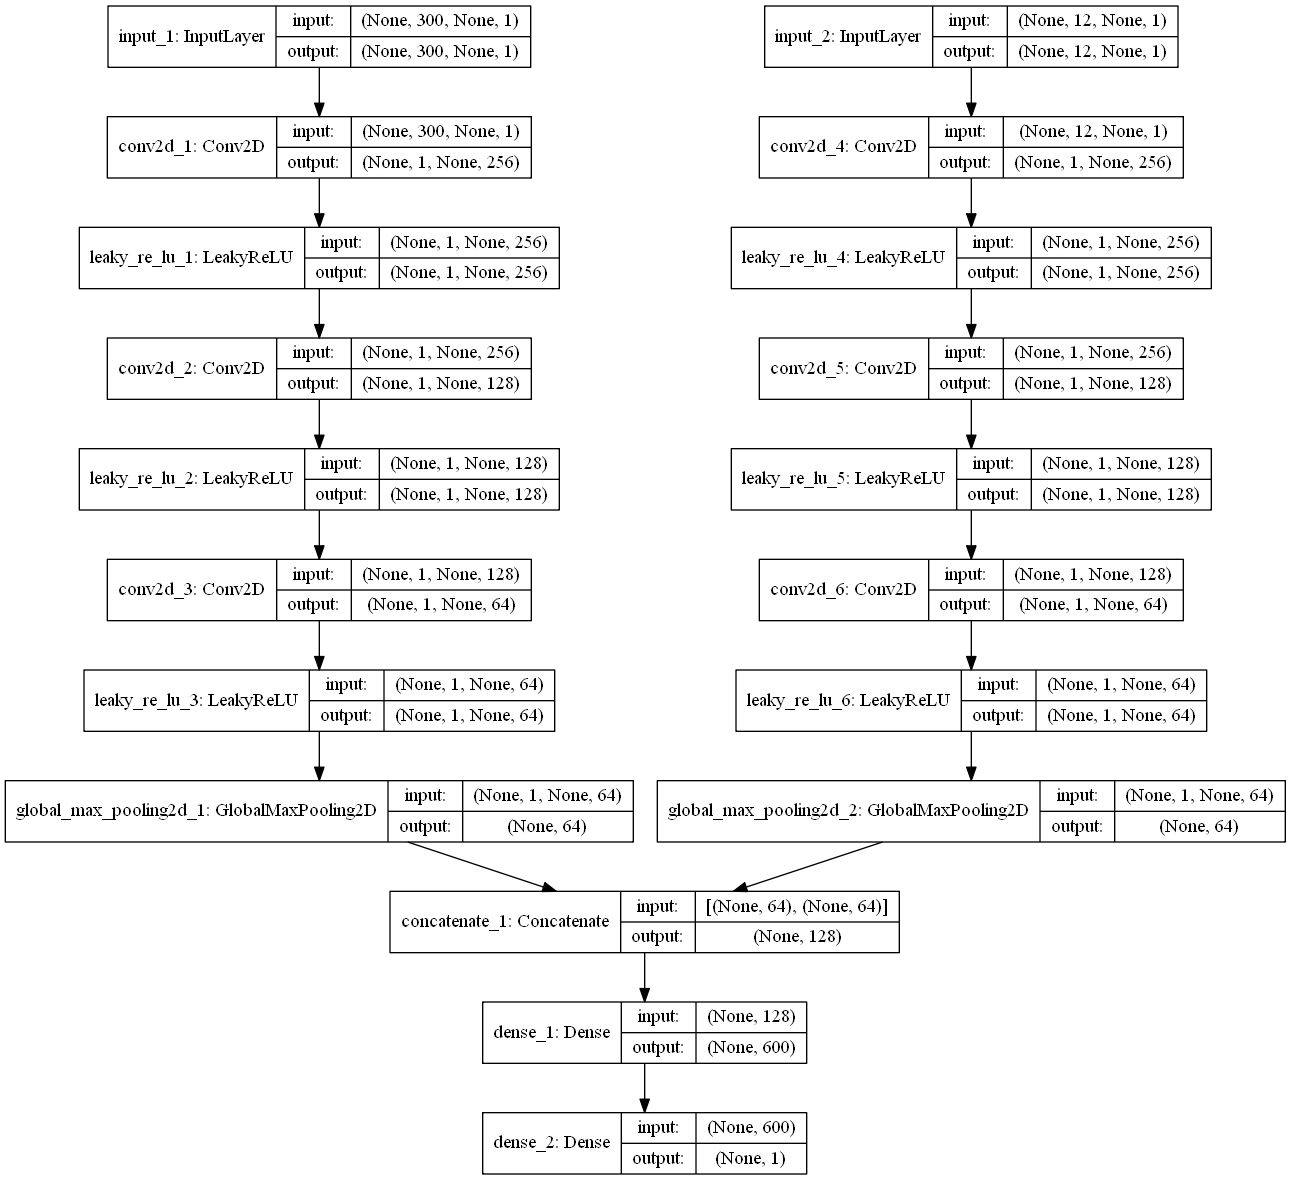 input_1: InputLayer
input: (None, 300, None, 1)
output: (None, 300, None, 1)
conv2d_1: Conv2D
input: (None, 300, None, 1)
output: (None, 1, None, 256)
leaky_re_lu_1: LeakyReLU
input: (None, 1, None, 256)
output: (None, 1, None, 256)
conv2d_2: Conv2D
input: (None, 1, None, 256)
output: (None, 1, None, 128)
leaky_re_lu_2: LeakyReLU
input: (None, 1, None, 128)
output: (None, 1, None, 128)
conv2d_3: Conv2D
input: (None, 1, None, 128)
output: (None, 1, None, 64)
leaky_re_lu_3: LeakyReLU
input: (None, 1, None, 64)
output: (None, 1, None, 64)
global_max_pooling2d_1: GlobalMaxPooling2D
input: (None, 1, None, 64)
output: (None, 64)
input_2: InputLayer
input: (None, 12, None, 1)
output: (None, 12, None, 1)
conv2d_4: Conv2D
input: (None, 12, None, 1)
output: (None, 1, None, 256)
leaky_re_lu_4: LeakyReLU
input: (None, 1, None, 256)
output: (None, 1, None, 256)
conv2d_5: Conv2D
input: (None, 1, None, 256)
output: (None, 1, None, 128)
leaky_re_lu_5: LeakyReLU
input: (None, 1, None, 128)
output: (None, 1, None, 128)
conv2d_6: Conv2D
input: (None, 1, None, 128)
output: (None, 1, None, 64)
leaky_re_lu_6: LeakyReLU
input: (None, 1, None, 64)
output: (None, 1, None, 64)
global_max_pooling2d_2: GlobalMaxPooling2D
input: (None, 1, None, 64)
output: (None, 64)
concatenate_1: Concatenate
input: [(None, 64), (None, 64)]
output: (None, 128)
dense_1: Dense
input: (None, 128)
output: (None, 600)
dense_2: Dense
input: (None, 600)
output: (None, 1)